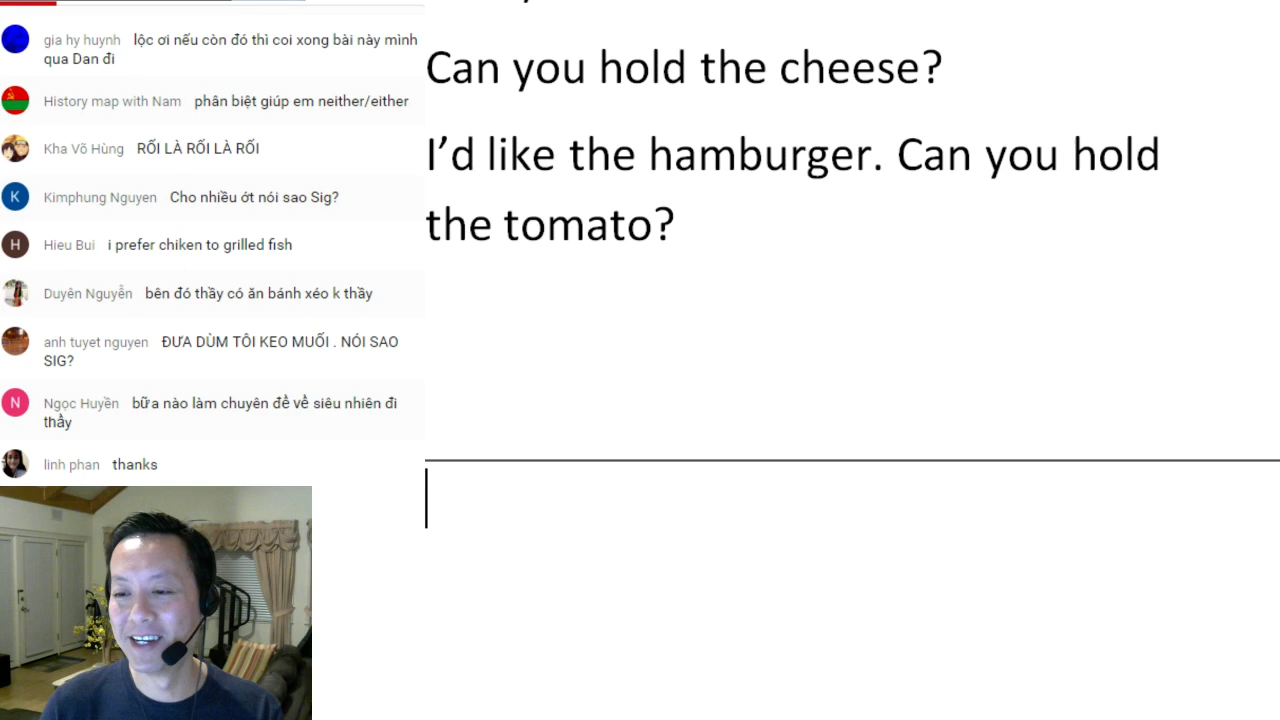 gia hy huynh lộc ơi nếu còn đó thì coi xong bài này mình
qua Dan đi
History map with Nam phân biệt giúp em neither/either
Kha Võ Hùng RỐI LÀ RỐI LÀ RỐI
K Kimphung Nguyen Cho nhiều ớt nói sao Sig?
H Hieu Bui i prefer chiken to grilled fish
Duyên Nguyễn bên đó thầy có ăn bánh xéo k thầy
anh tuyet nguyen ĐƯA DÙM TÔI KEO MUỐI . NÓI SAO
SIG?
N Ngọc Huyền bữa nào làm chuyên đề về siêu nhiên đi
thầy
linh phan thanks
Can you hold the cheese?
I’d like the hamburger. Can you hold
the tomato?